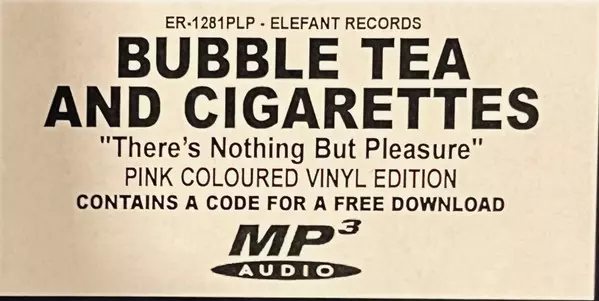 ER-1281PLP - ELEFANT RECORDS
BUBBLE TEA
AND CIGARETTES
"There's Nothing But Pleasure"
PINK COLOURED VINYL EDITION
CONTAINS A CODE FOR A FREE DOWNLOAD
MP3
AUDIO